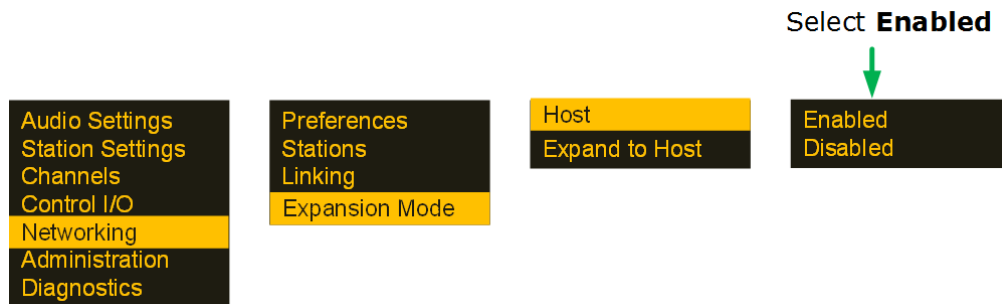 Select Enabled
Audio Settings
Station Settings
Channels
Control I/O
Networking
Administration
Diagnostics
Preferences
Stations
Linking
Expansion Mode
Host
Expand to Host
Enabled
Disabled